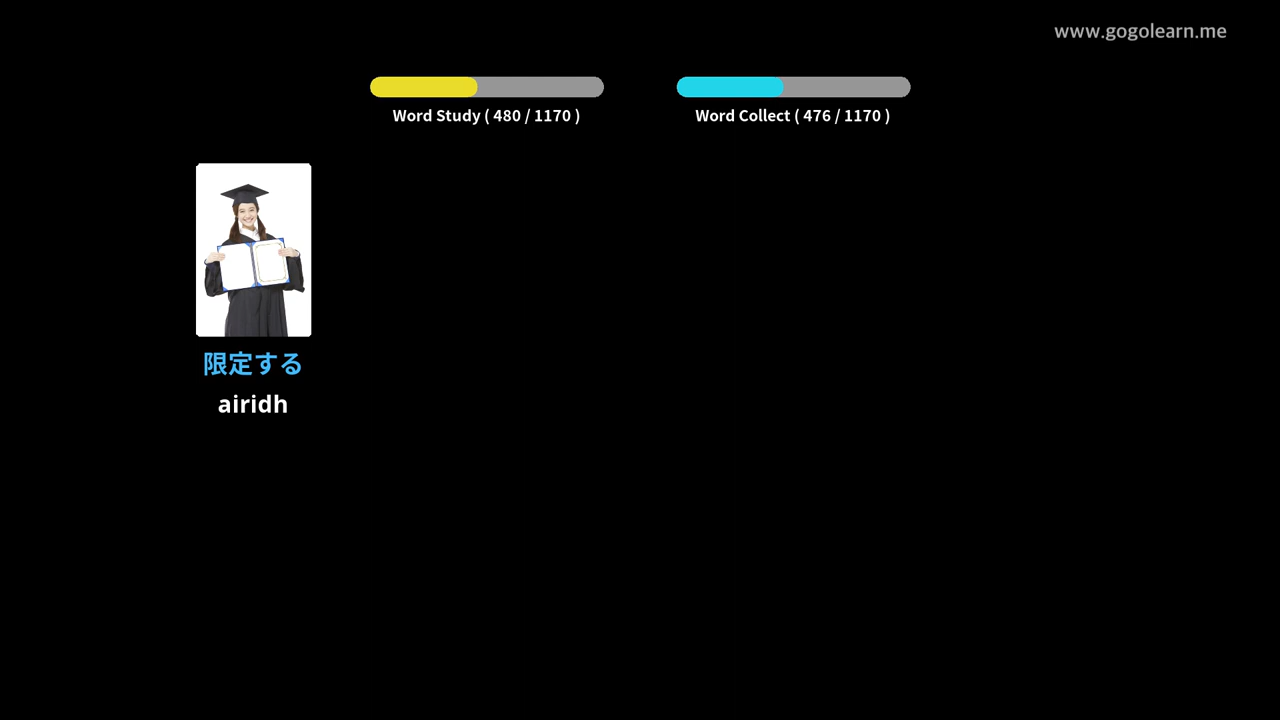 www.gogolearn.me
Word Study ( 480 / 1170 )
Word Collect ( 476 / 1170 )
限定する
airidh